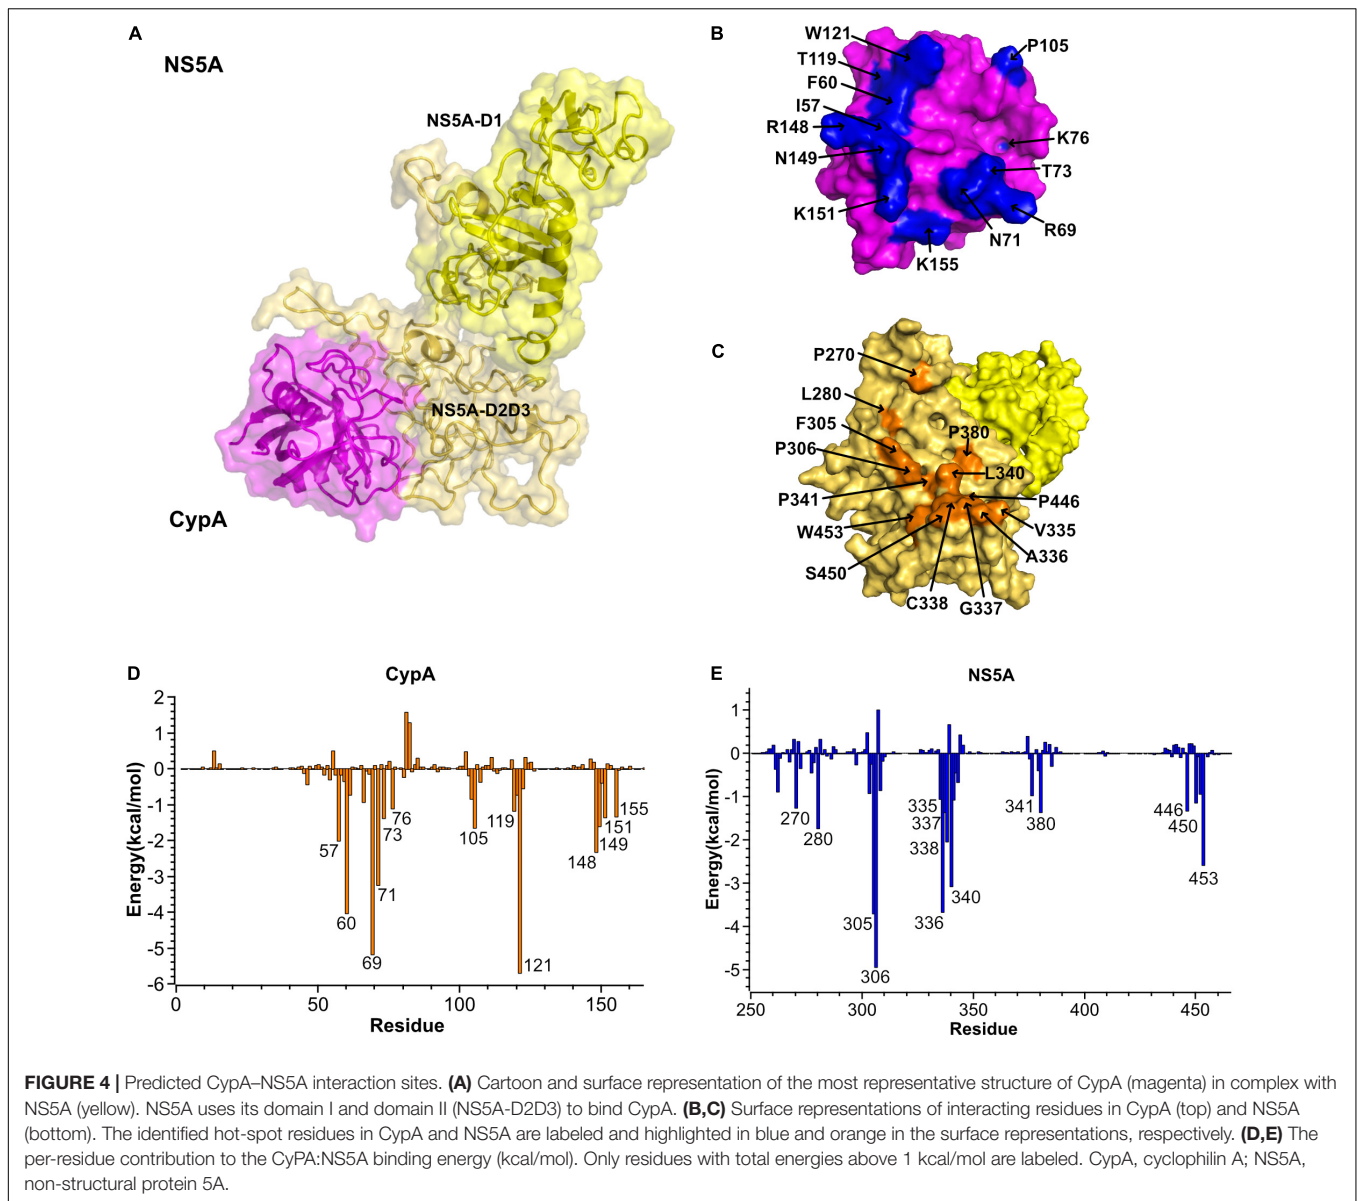 A
NS5A
NS5A-D1
NS5A-D2D3
CypA
B
W121
T119
F60
I57
R148
N149
K151
K155
N71
R69
T73
K76
P105
C
P270
L280
F305
P306
P341
W453
S450
C338
G337
A336
V335
P446
L340
P380
D
CypA
Energy(kcal/mol)
2
1
0
-1
-2
-3
-4
-5
-6
57
60
69
71
73
76
105
119
121
148
149
151
155
0
50
100
150
Residue
E
NS5A
Energy(kcal/mol)
1
0
-1
-2
-3
-4
-5
270
280
305
306
335
337
338
336
340
341
380
446
450
453
250
300
350
400
450
Residue
FIGURE 4 | Predicted CypA–NS5A interaction sites. (A) Cartoon and surface representation of the most representative structure of CypA (magenta) in complex with
NS5A (yellow). NS5A uses its domain I and domain II (NS5A-D2D3) to bind CypA. (B,C) Surface representations of interacting residues in CypA (top) and NS5A
(bottom). The identified hot-spot residues in CypA and NS5A are labeled and highlighted in blue and orange in the surface representations, respectively. (D,E) The
per-residue contribution to the CyPA:NS5A binding energy (kcal/mol). Only residues with total energies above 1 kcal/mol are labeled. CypA, cyclophilin A; NS5A,
non-structural protein 5A.